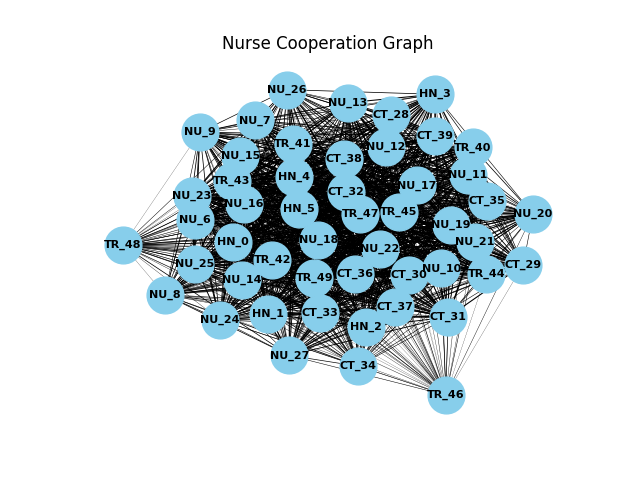 Nurse Cooperation Graph
NU_26
HN_3
NU_13
CT_28
NU_7
NU_9
CT_39
TR_41
NU_12
TR_40
NU_15
CT_38
NU_11
HN_4
TR_43
NU_17
CT_32
NU_23
CT_35
NU_16
HN_5
TR_45
TR_47
NU_20
NU_6
NU_19
NU_18
HN_0
NU_21
TR_48
NU_22
TR_42
NU_25
CT_29
NU_10
CT_36
CT_30
TR_44
TR_49
NU_14
NU_8
CT_37
CT_33
HN_1
CT_31
NU_24
HN_2
NU_27
CT_34
TR_46